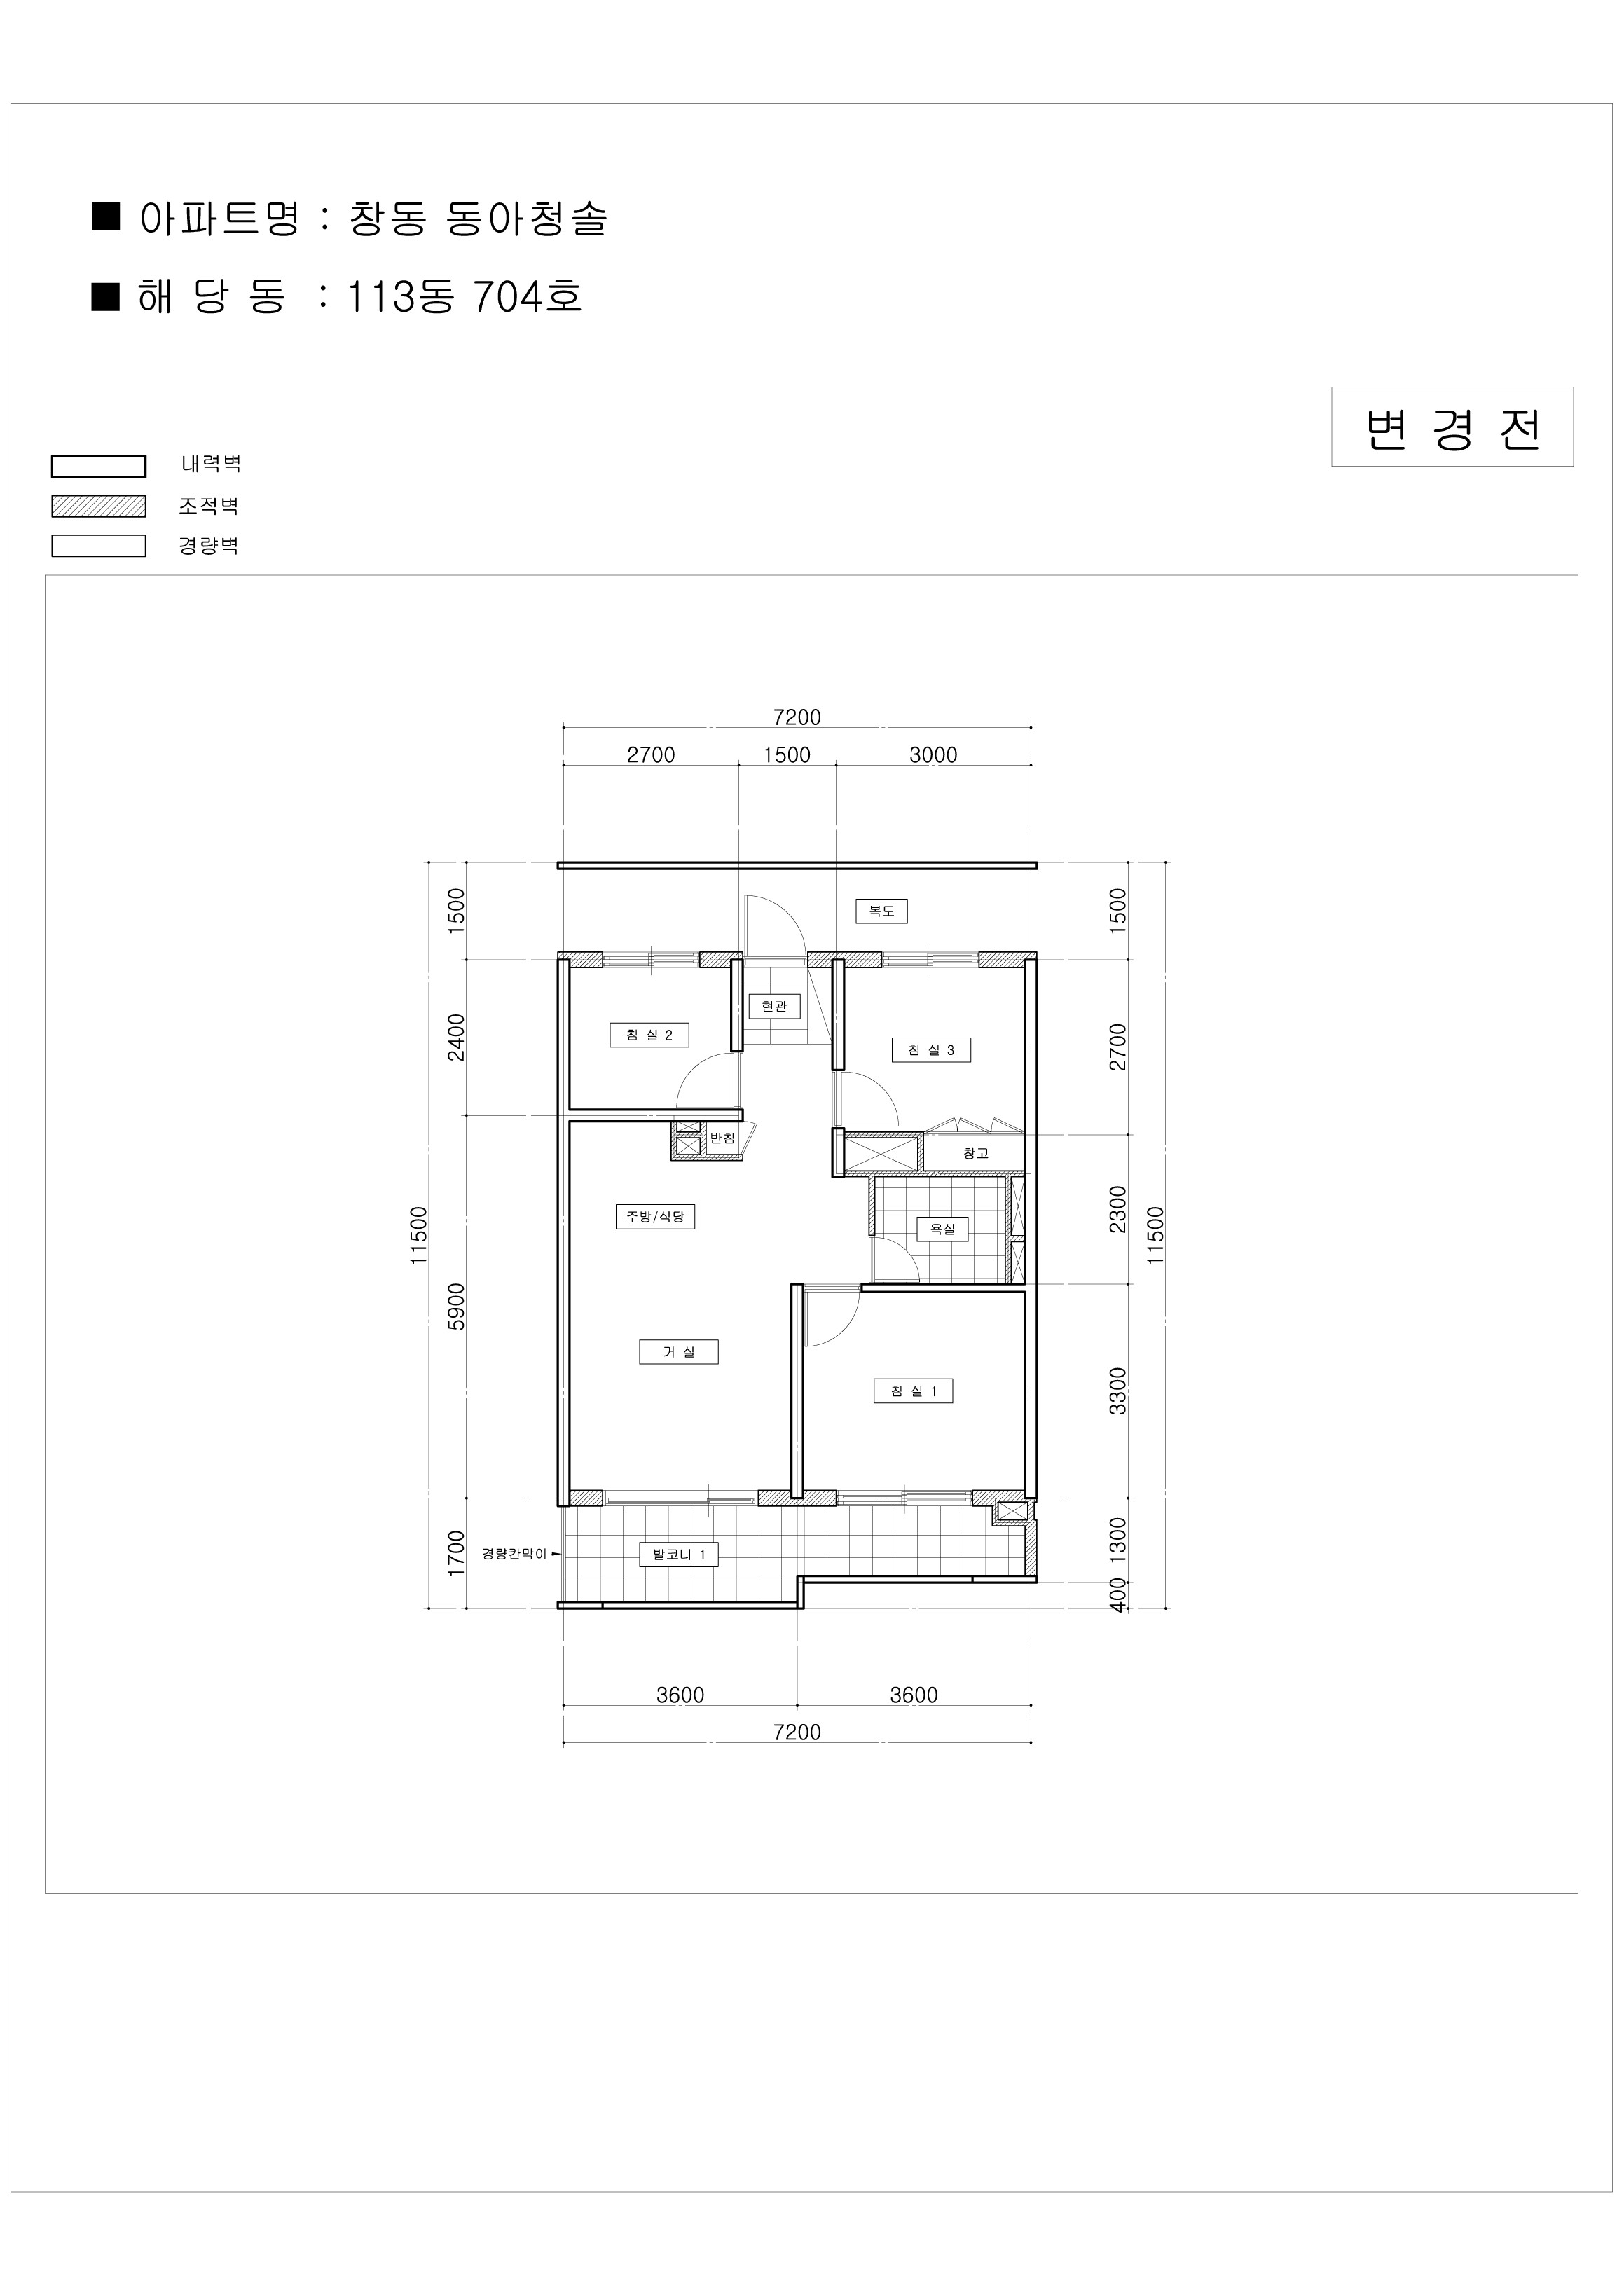 ■ 아파트명 : 창동 동아청솔
■ 해 당 동 : 113동 704호
변 경 전
내력벽
조적벽
경량벽
7200
2700 1500 3000
복도
1500 1500
현관
침 실 2
침 실 3
2400 2700
반침
창고
주방/식당
욕실
11500 2300 11500
5900
거 실
침 실 1
3300
경량칸막이
발코니 1
1700 1300
400
3600 3600
7200